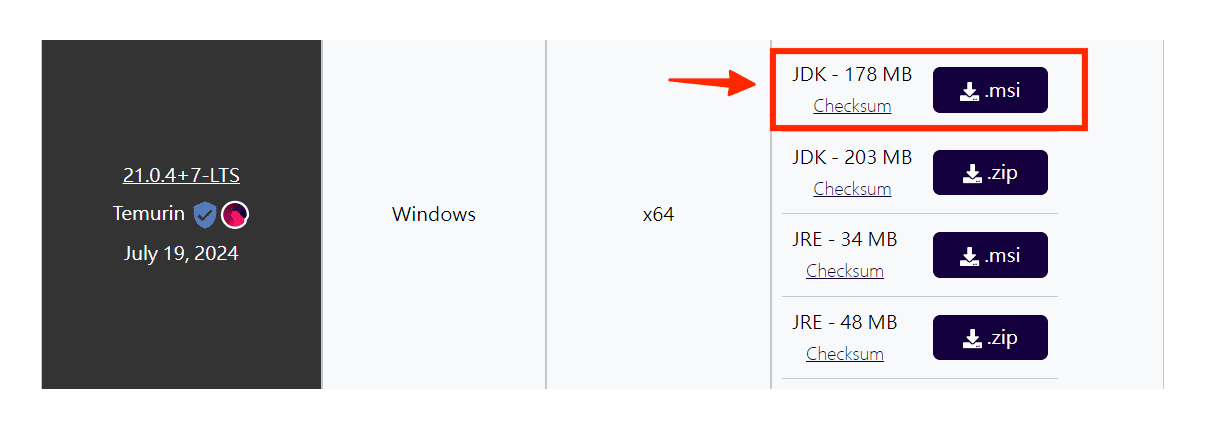 21.0.4+7-LTS
Temurin
July 19, 2024
Windows
x64
JDK - 178 MB
Checksum
.msi
JDK - 203 MB
Checksum
.zip
JRE - 34 MB
Checksum
.msi
JRE - 48 MB
Checksum
.zip